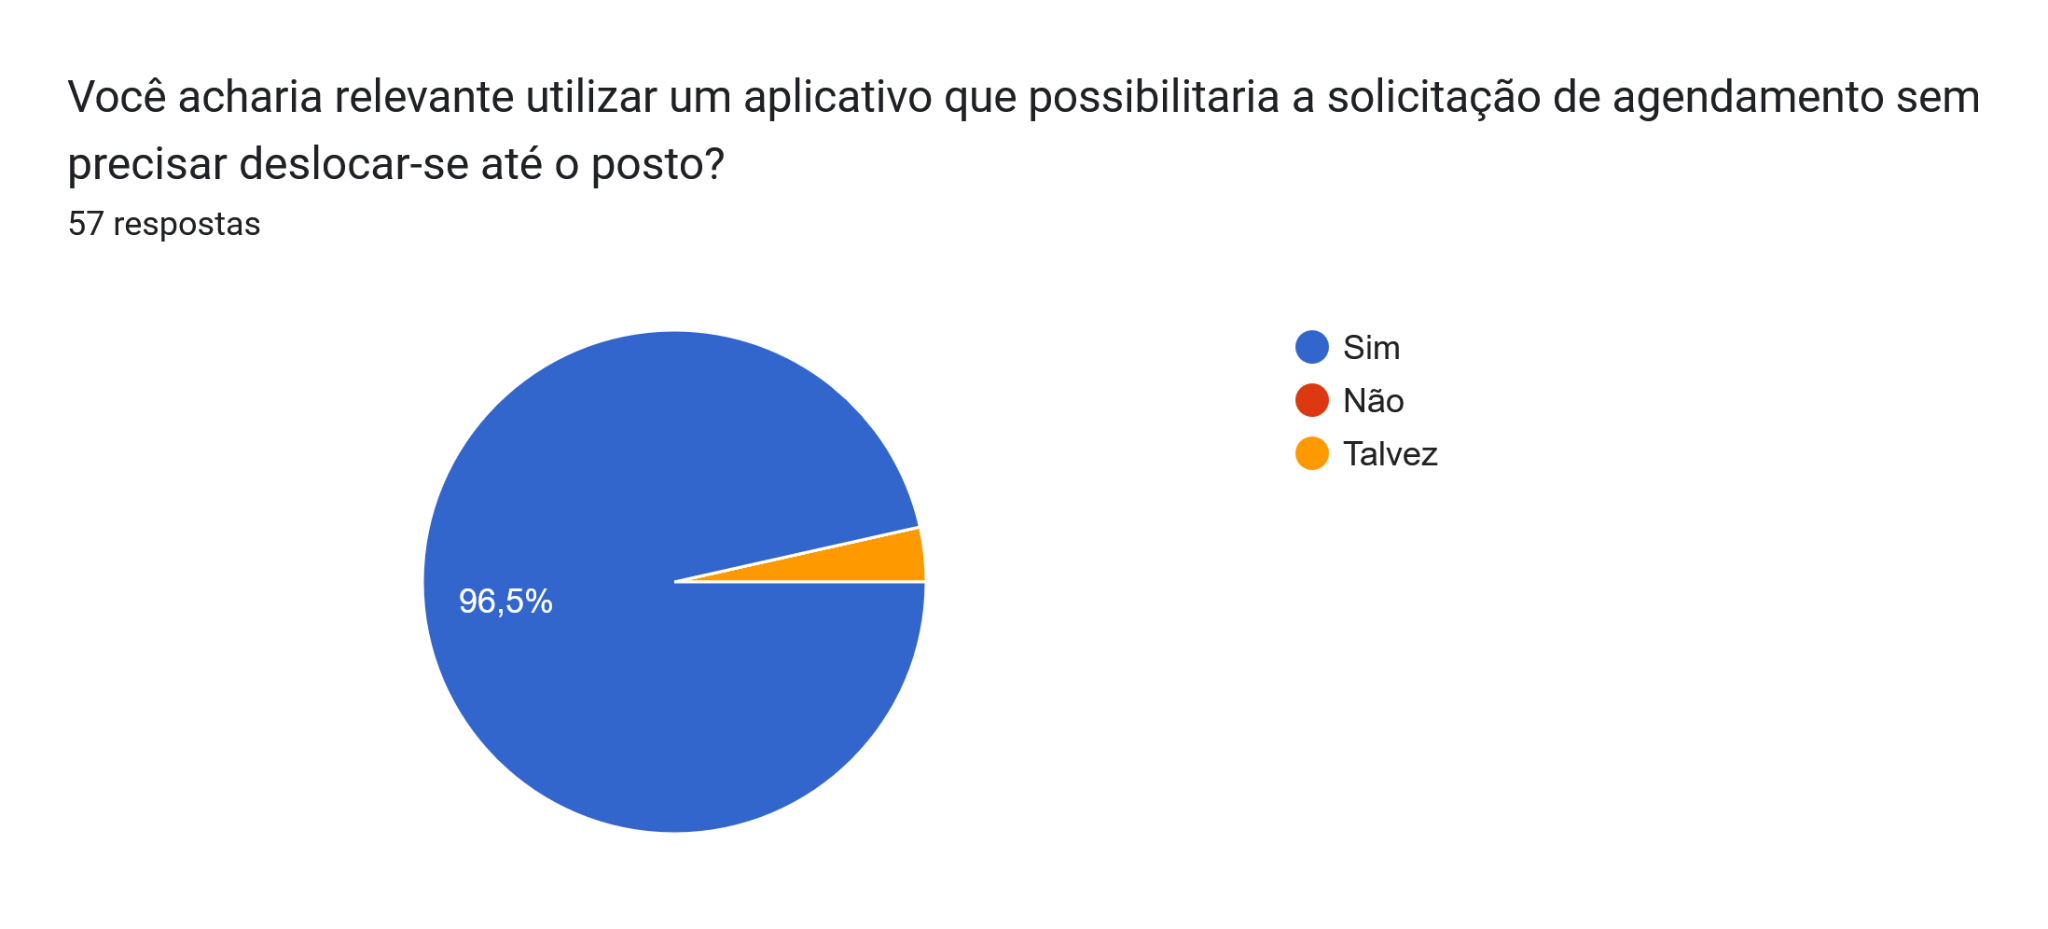 Você acharia relevante utilizar um aplicativo que possibilitaria a solicitação de agendamento sem
precisar deslocar-se até o posto?
57 respostas
Sim
Não
Talvez
96,5%